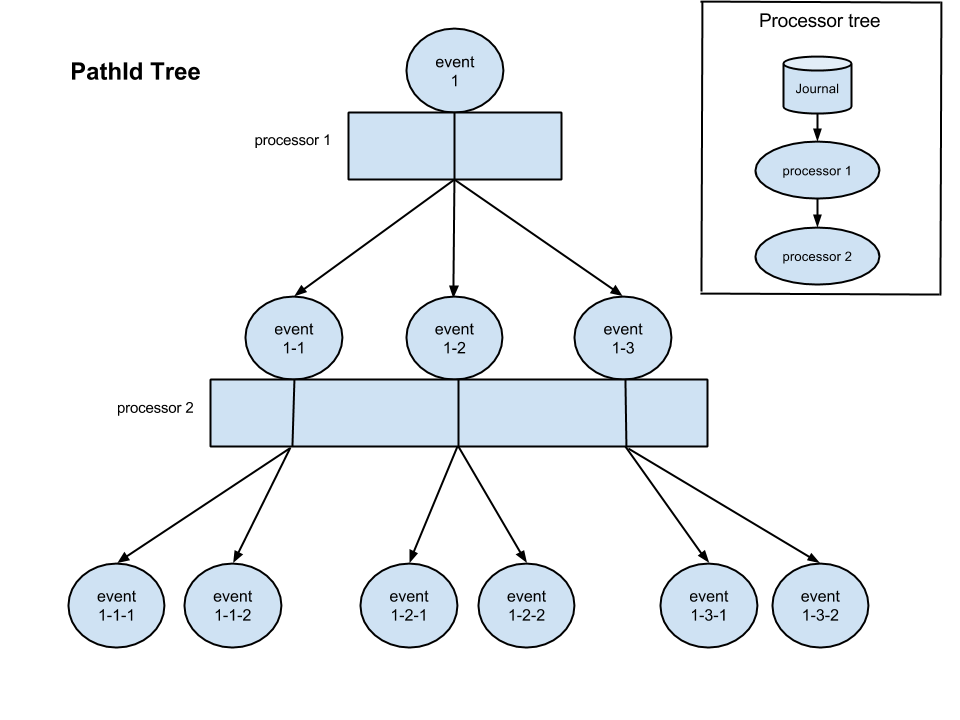 PathId Tree
event
1
processor 1
event
1-1
event
1-2
event
1-3
processor 2
event
1-1-1
event
1-1-2
event
1-2-1
event
1-2-2
event
1-3-1
event
1-3-2
Processor tree
Journal
processor 1
processor 2